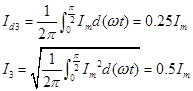 I_{d3} = \frac{1}{2\pi} \int_0^{\frac{\pi}{2}} I_m d(\omega t) = 0.25 I_m
I_3 = \sqrt{\frac{1}{2\pi} \int_0^{\frac{\pi}{2}} I_m^2 d(\omega t)} = 0.5 I_m